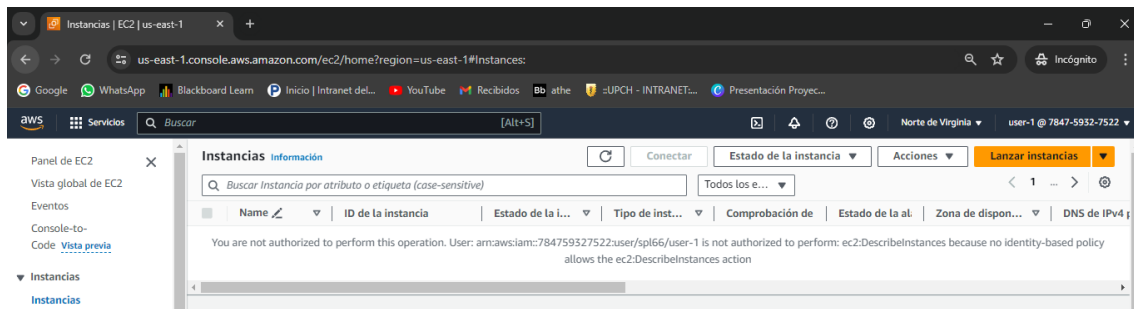 Instancias | EC2 | us-east-1
us-east-1.console.aws.amazon.com/ec2/home?region=us-east-1#Instances:
Incógnito
Google WhatsApp Blackboard Learn Inicio | Intranet del... YouTube Recibidos Bb athe ::UPCH - INTRANET:... Presentación Proyec...
aws Servicios Buscar [Alt+S] Norte de Virginia user-1 @ 7847-5932-7522
Panel de EC2
Vista global de EC2
Eventos
Console-to-
Code Vista previa
Instancias
Instancias
Instancias Información Conectar Estado de la instancia Acciones Lanzar instancias
Buscar Instancia por atributo o etiqueta (case-sensitive) Todos los e... 1 ...
Name ID de la instancia Estado de la i... Tipo de inst... Comprobación de Estado de la al Zona de dispon... DNS de IPv4 p
You are not authorized to perform this operation. User: arn:aws:iam::784759327522:user/spl66/user-1 is not authorized to perform: ec2:DescribeInstances because no identity-based policy
allows the ec2:DescribeInstances action